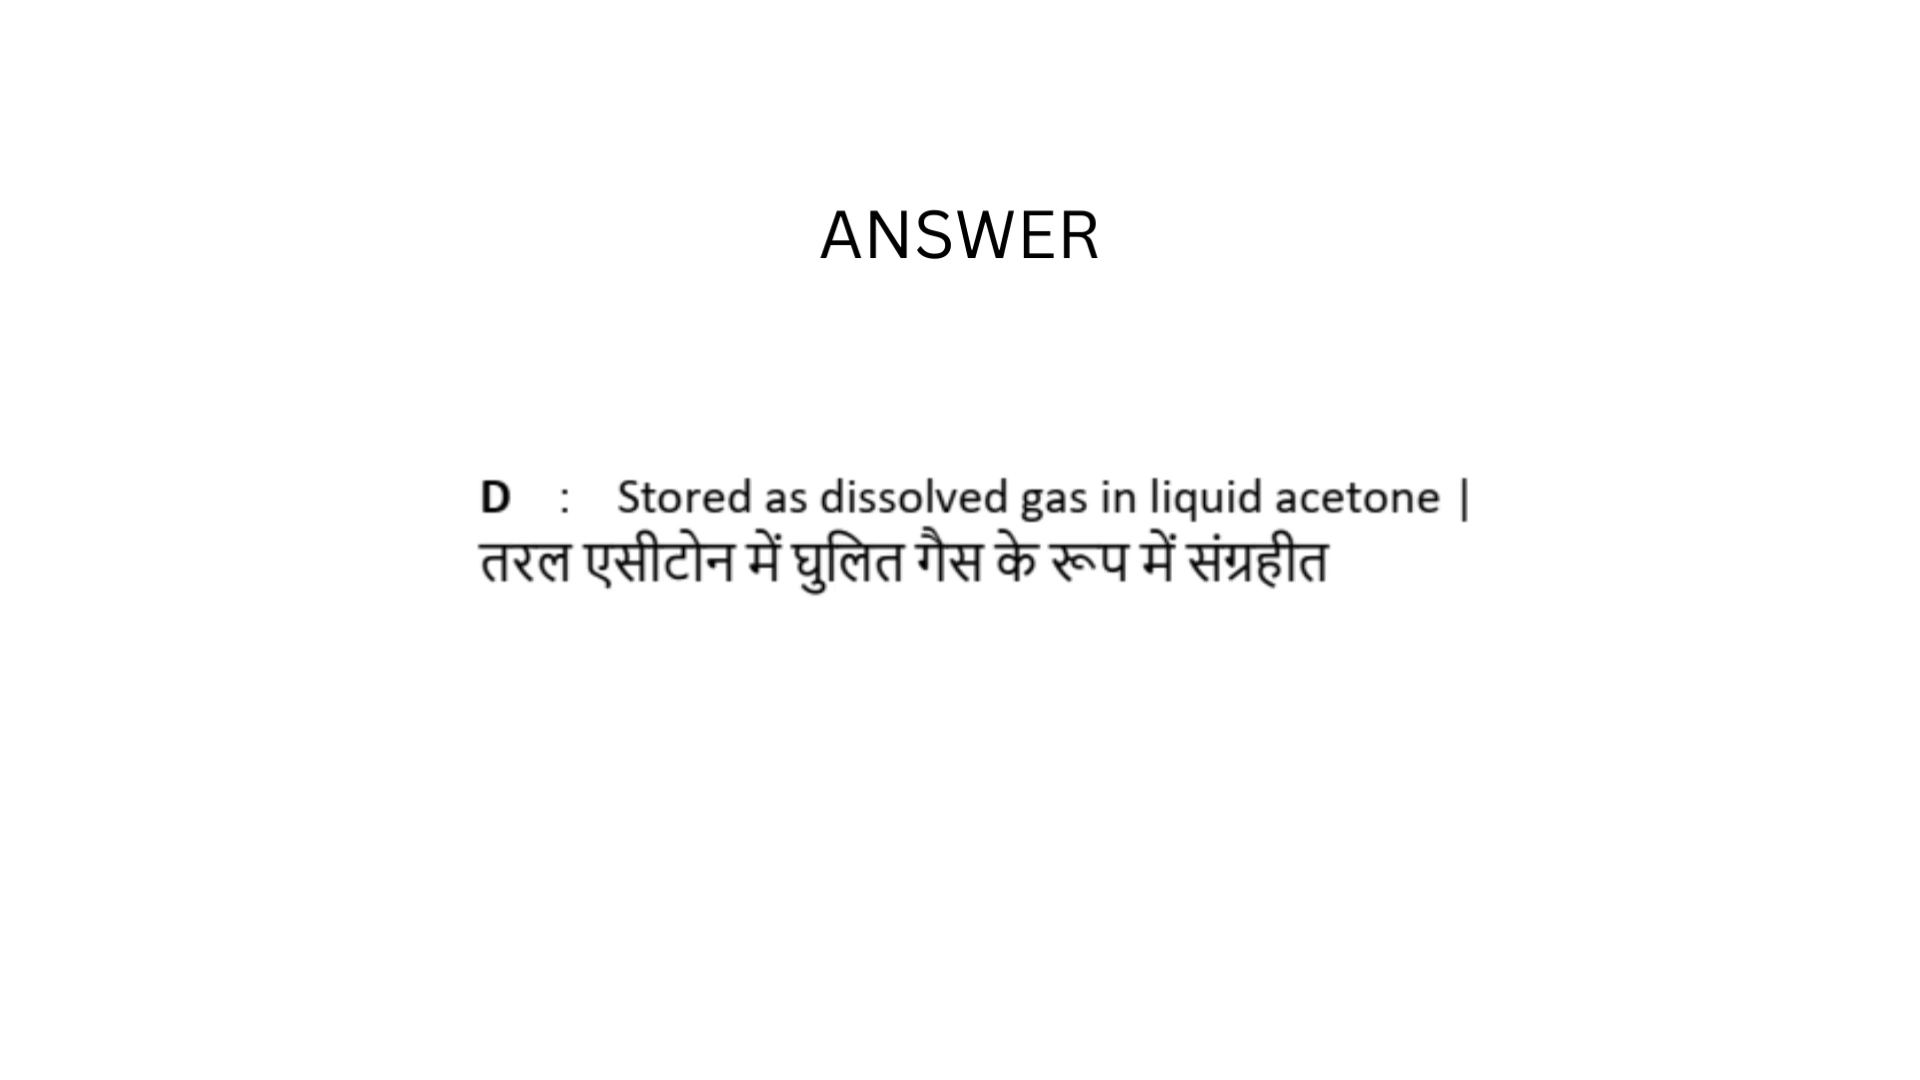 ANSWER
D : Stored as dissolved gas in liquid acetone |
तरल एसीटोन में घुलित गैस के रूप में संग्रहीत